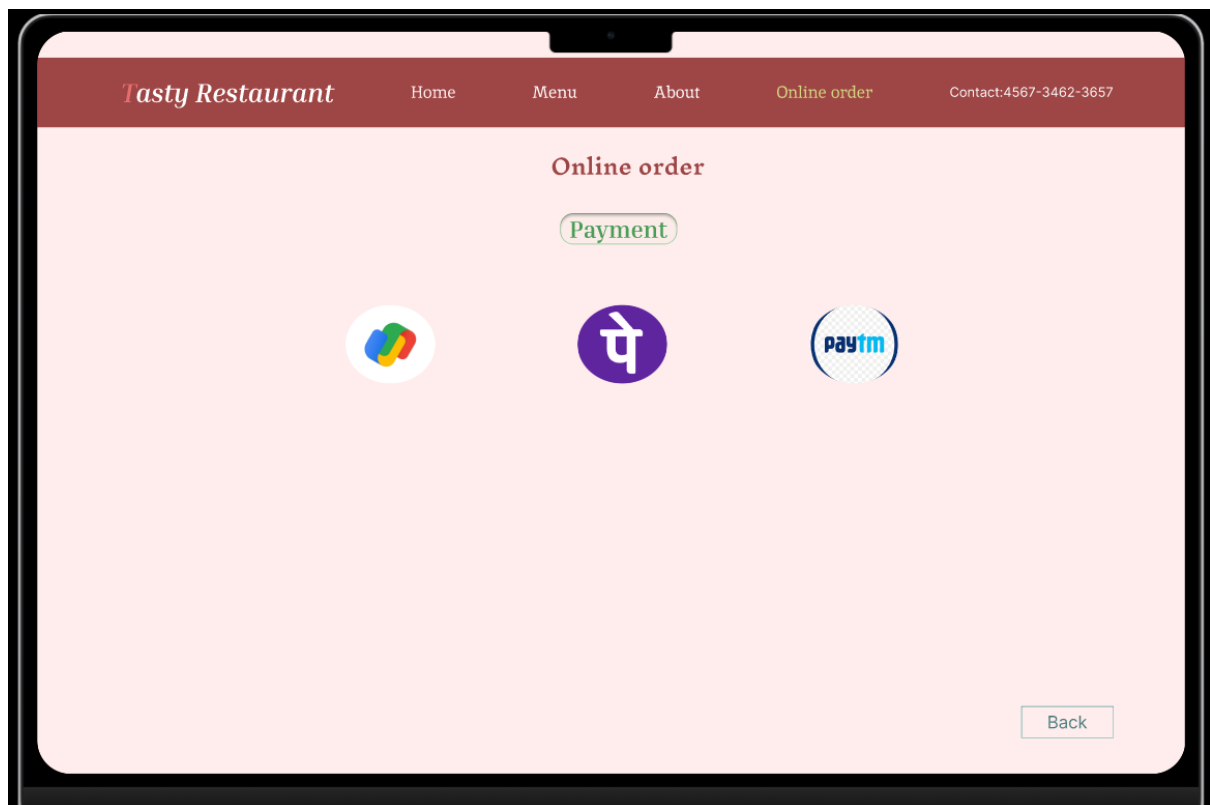 Tasty Restaurant Home Menu About Online order Contact:4567-3462-3657
Online order
Payment
पे paytm
Back